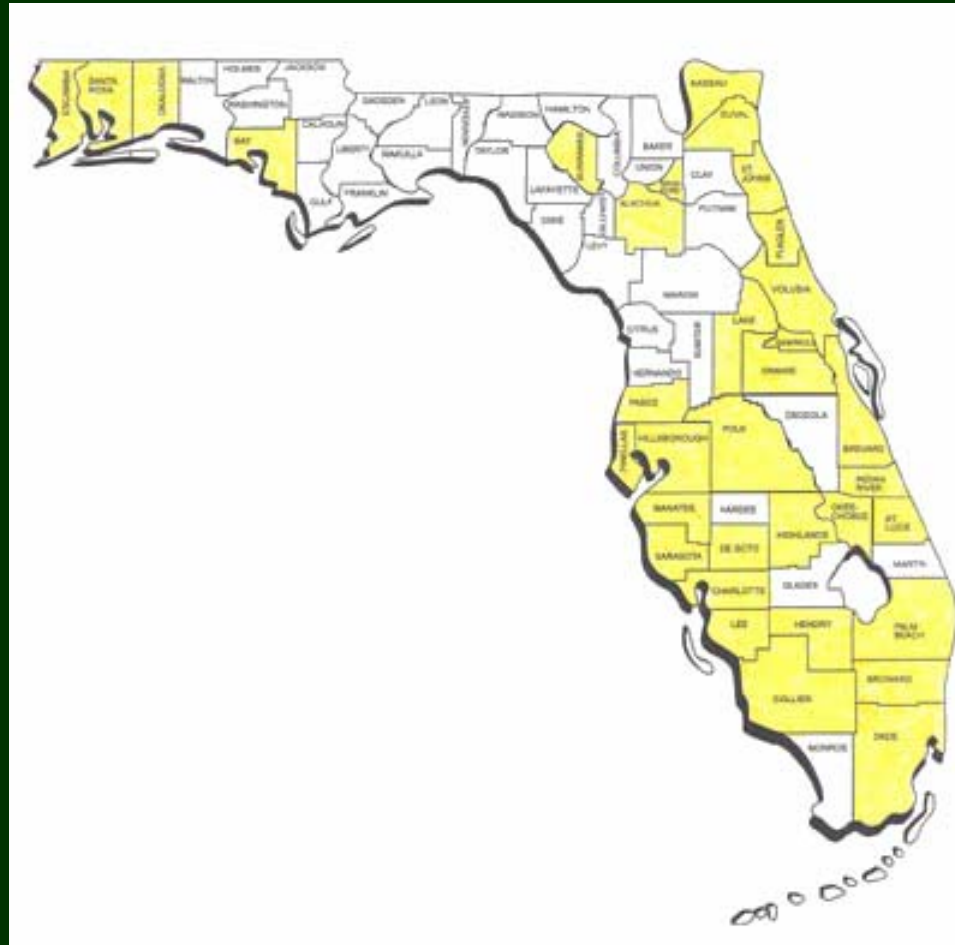 ESCAMBIA
SANTA
ROSA
OKALOOSA
WALTON
HOLMES
JACKSON
WASHINGTON
BAY
CALHOUN
GULF
LIBERTY
GADSDEN
LEON
WAKULLA
FRANKLIN
JEFFERSON
MADISON
TAYLOR
HAMILTON
SUWANNEE
LAFAYETTE
DIXIE
COLUMBIA
GILCHRIST
LEVY
BAKER
UNION
ALACHUA
NASSAU
DUVAL
CLAY
PUTNAM
FLAGLER
MARION
VOLUSIA
CITRUS
SUMTER
LAKE
HERNANDO
SEMINOLE
ORANGE
PASCO
OSCEOLA
PINELLAS
HILLSBOROUGH
POLK
BREVARD
INDIAN
RIVER
MANATEE
HARDEE
OKEE-
CHOBEE
ST.
LUCIE
HIGHLANDS
SARASOTA
DE SOTO
MARTIN
CHARLOTTE
GLADES
LEE
HENDRY
PALM
BEACH
COLLIER
BROWARD
MONROE
DADE